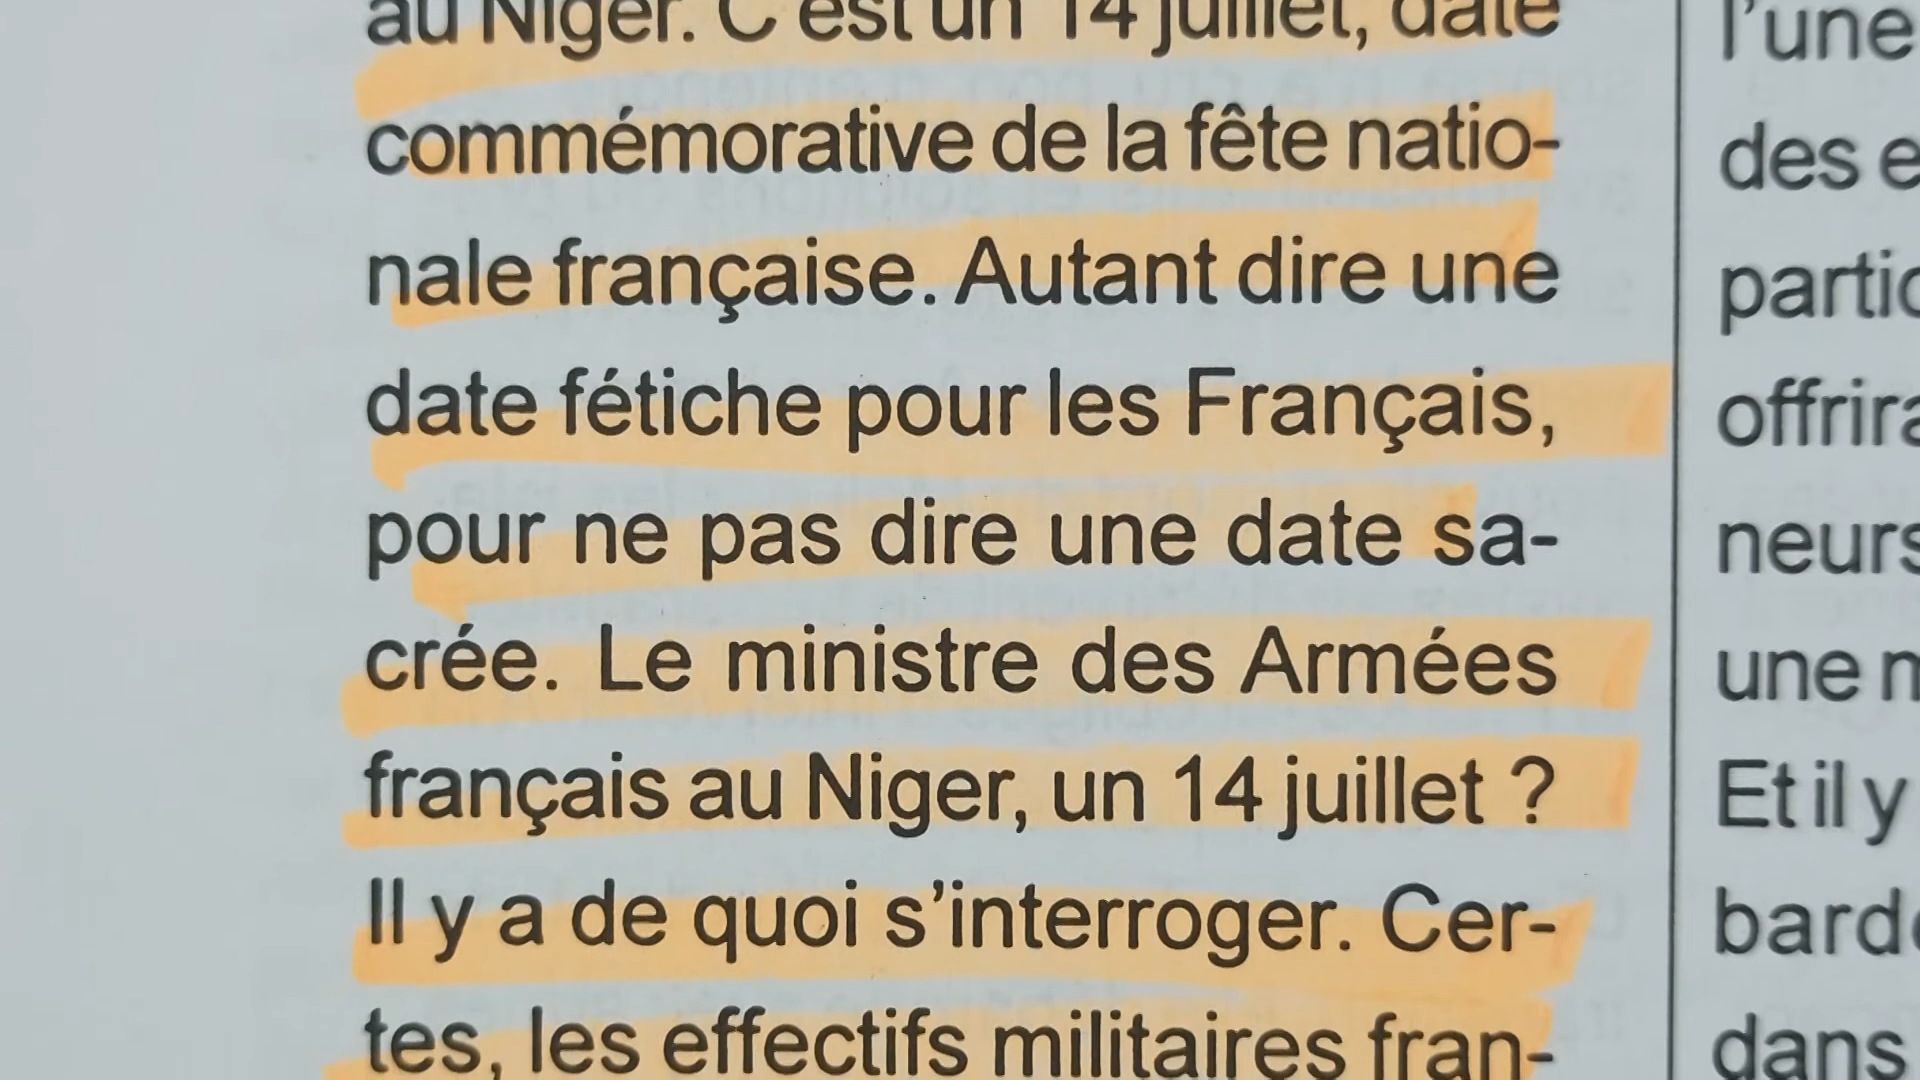 au Niger. C'est un 14 juillet, date
commémorative de la fête natio-
nale française. Autant dire une
date fétiche pour les Français,
pour ne pas dire une date sa-
crée. Le ministre des Armées
français au Niger, un 14 juillet ?
Il y a de quoi s’interroger. Cer-
tes, les effectifs militaires fran-
l’une
des e
partic
offrira
neurs
une m
Et il y
barde
dans